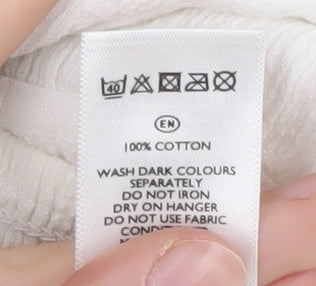 40
EN
100% COTTON
WASH DARK COLOURS
SEPARATELY
DO NOT IRON
DRY ON HANGER
DO NOT USE FABRIC